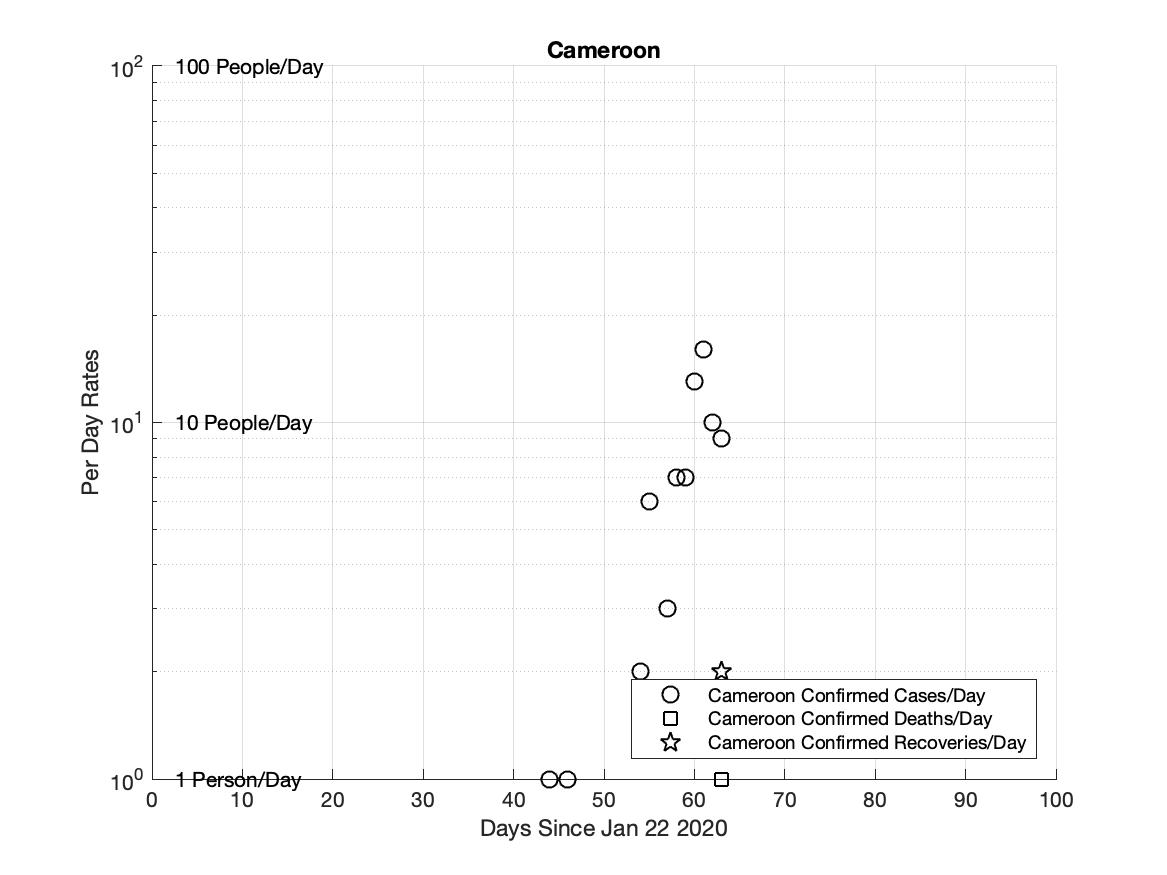 Cameroon
10^2
100 People/Day
Per Day Rates
10^1
10 People/Day
Cameroon Confirmed Cases/Day
Cameroon Confirmed Deaths/Day
Cameroon Confirmed Recoveries/Day
10^0
1 Person/Day
0 10 20 30 40 50 60 70 80 90 100
Days Since Jan 22 2020